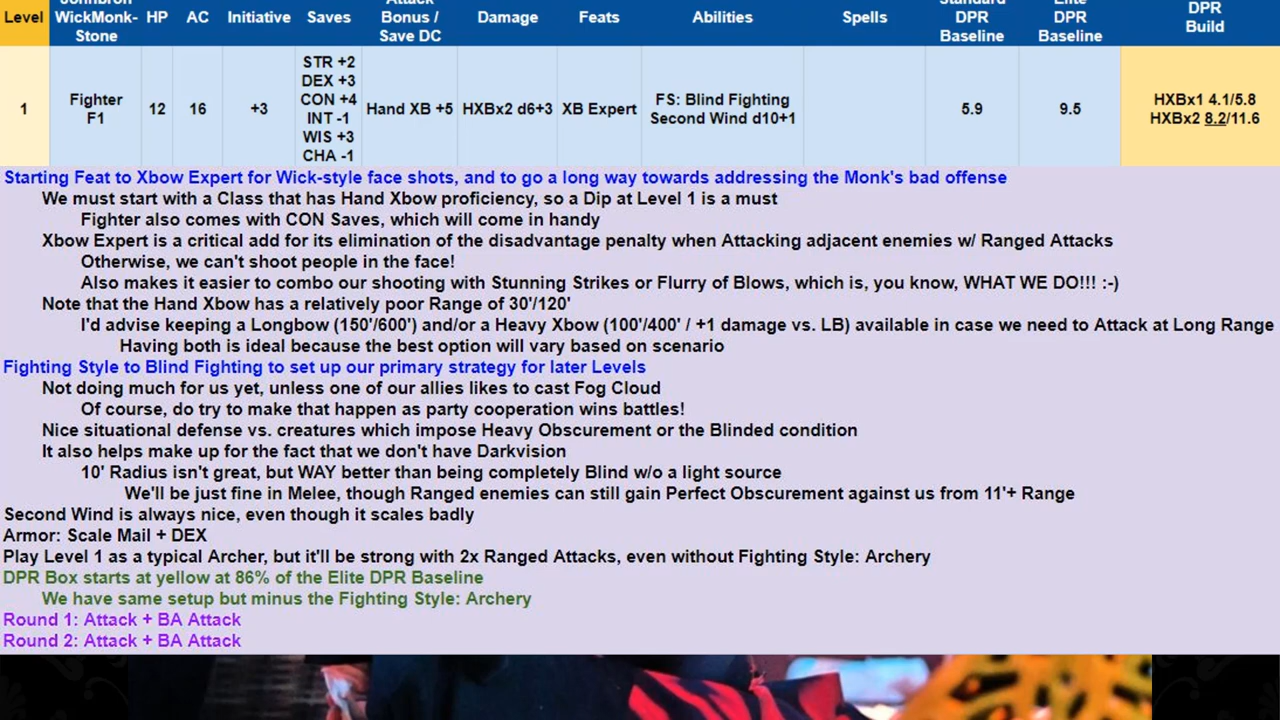 Level
WickMonk-
Stone
HP
AC
Initiative
Saves
Bonus /
Save DC
Damage
Feats
Abilities
Spells
DPR
Baseline
DPR
Baseline
DPR
Build
1
Fighter
F1
12
16
+3
STR +2
DEX +3
CON +4
INT -1
WIS +3
CHA -1
Hand XB +5
HXBx2 d6+3
XB Expert
FS: Blind Fighting
Second Wind d10+1
5.9
9.5
HXBx1 4.1/5.8
HXBx2 8.2/11.6
Starting Feat to Xbow Expert for Wick-style face shots, and to go a long way towards addressing the Monk's bad offense
We must start with a Class that has Hand Xbow proficiency, so a Dip at Level 1 is a must
Fighter also comes with CON Saves, which will come in handy
Xbow Expert is a critical add for its elimination of the disadvantage penalty when Attacking adjacent enemies w/ Ranged Attacks
Otherwise, we can't shoot people in the face!
Also makes it easier to combo our shooting with Stunning Strikes or Flurry of Blows, which is, you know, WHAT WE DO!!! :-)
Note that the Hand Xbow has a relatively poor Range of 30'/120'
I'd advise keeping a Longbow (150'/600') and/or a Heavy Xbow (100'/400' / +1 damage vs. LB) available in case we need to Attack at Long Range
Having both is ideal because the best option will vary based on scenario
Fighting Style to Blind Fighting to set up our primary strategy for later Levels
Not doing much for us yet, unless one of our allies likes to cast Fog Cloud
Of course, do try to make that happen as party cooperation wins battles!
Nice situational defense vs. creatures which impose Heavy Obscurement or the Blinded condition
It also helps make up for the fact that we don't have Darkvision
10' Radius isn't great, but WAY better than being completely Blind w/o a light source
We'll be just fine in Melee, though Ranged enemies can still gain Perfect Obscurement against us from 11'+ Range
Second Wind is always nice, even though it scales badly
Armor: Scale Mail + DEX
Play Level 1 as a typical Archer, but it'll be strong with 2x Ranged Attacks, even without Fighting Style: Archery
DPR Box starts at yellow at 86% of the Elite DPR Baseline
We have same setup but minus the Fighting Style: Archery
Round 1: Attack + BA Attack
Round 2: Attack + BA Attack